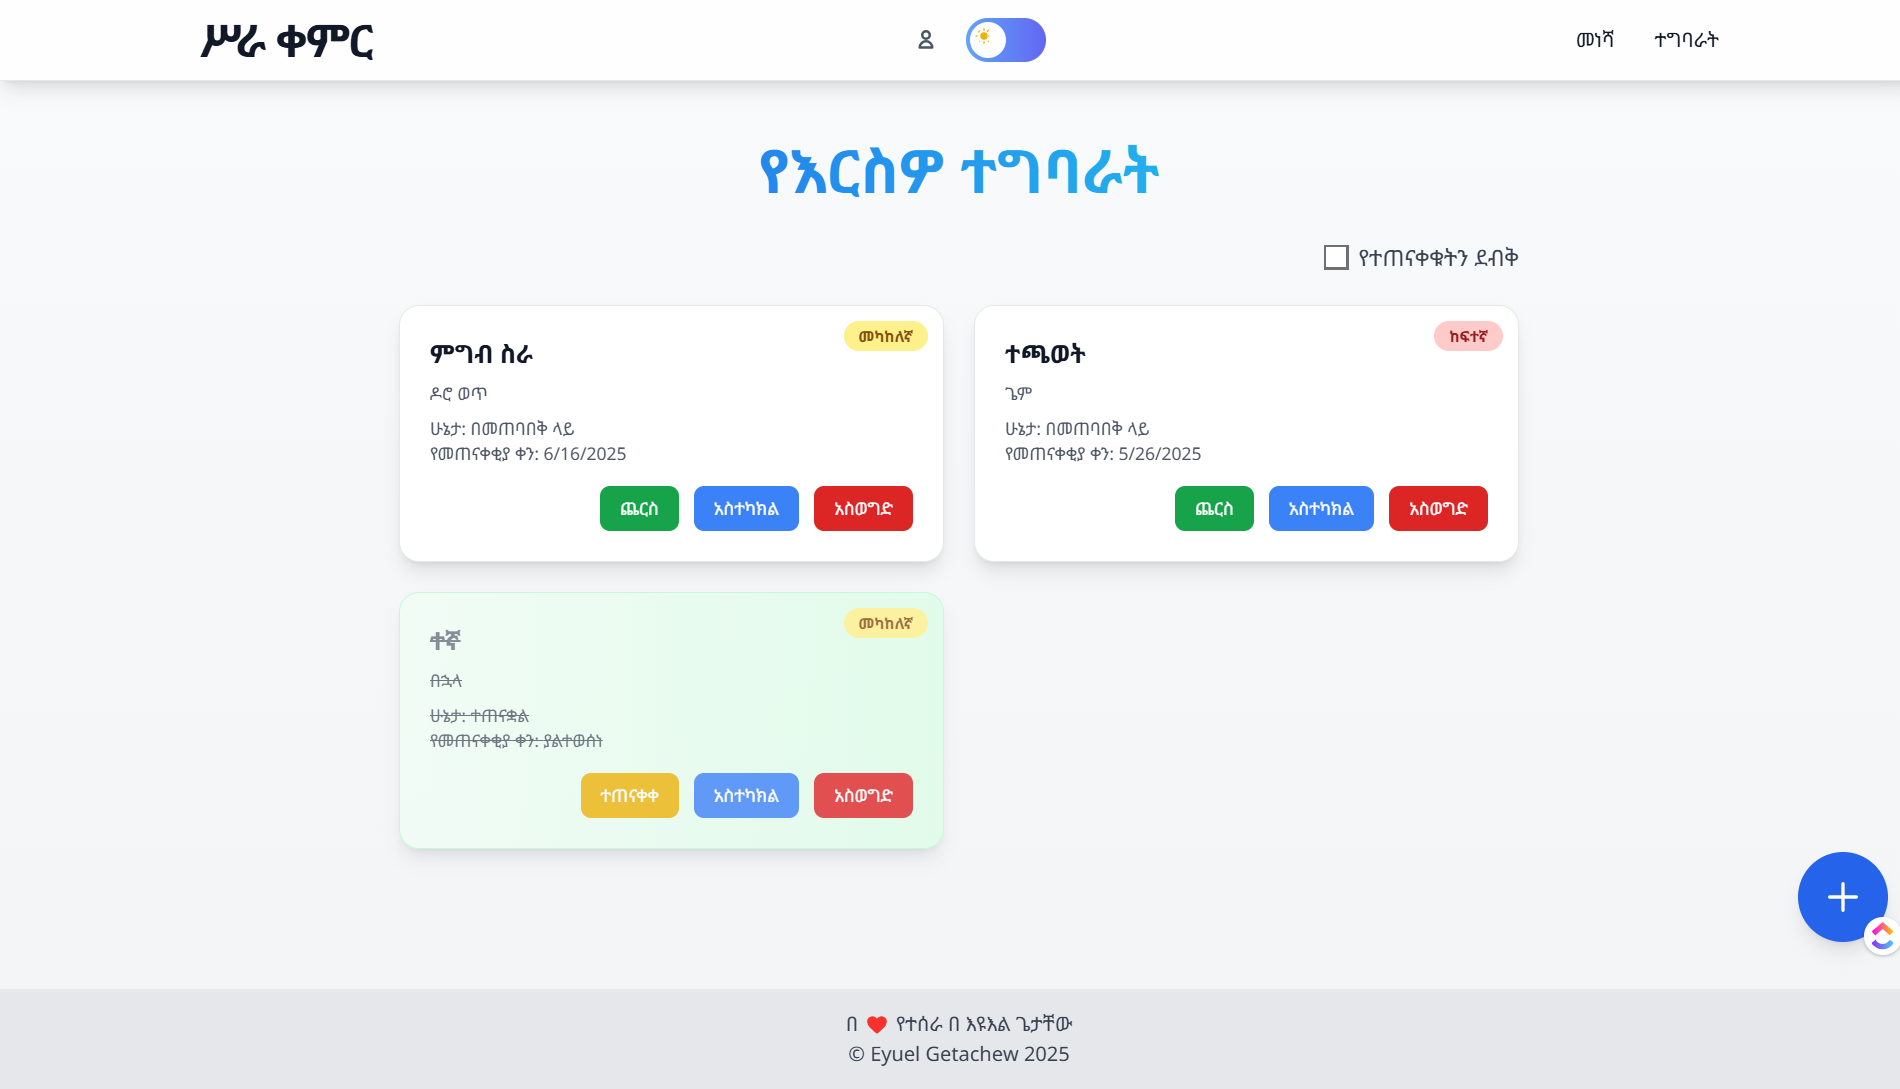 ሥራ ቀምር
መነሻ
ተግባራት
የእርስዎ ተግባራት
የተጠናቀቁትን ደብቅ
መካከለኛ
ምግብ ስራ
ዶሮ ወጥ
ሁኔታ: በመጠባበቅ ላይ
የመጠናቀቂያ ቀን: 6/16/2025
ጨርስ
አስተካክል
አስወግድ
ከፍተኛ
ተጫወት
ጌም
ሁኔታ: በመጠባበቅ ላይ
የመጠናቀቂያ ቀን: 5/26/2025
ጨርስ
አስተካክል
አስወግድ
መካከለኛ
ተኛ
በኋላ
ሁኔታ: ተጠናቋል
የመጠናቀቂያ ቀን: ያልተወሰነ
ተጠናቀቀ
አስተካክል
አስወግድ
በ ❤ የተሰራ በ እዩኤል ጌታቸው
© Eyuel Getachew 2025